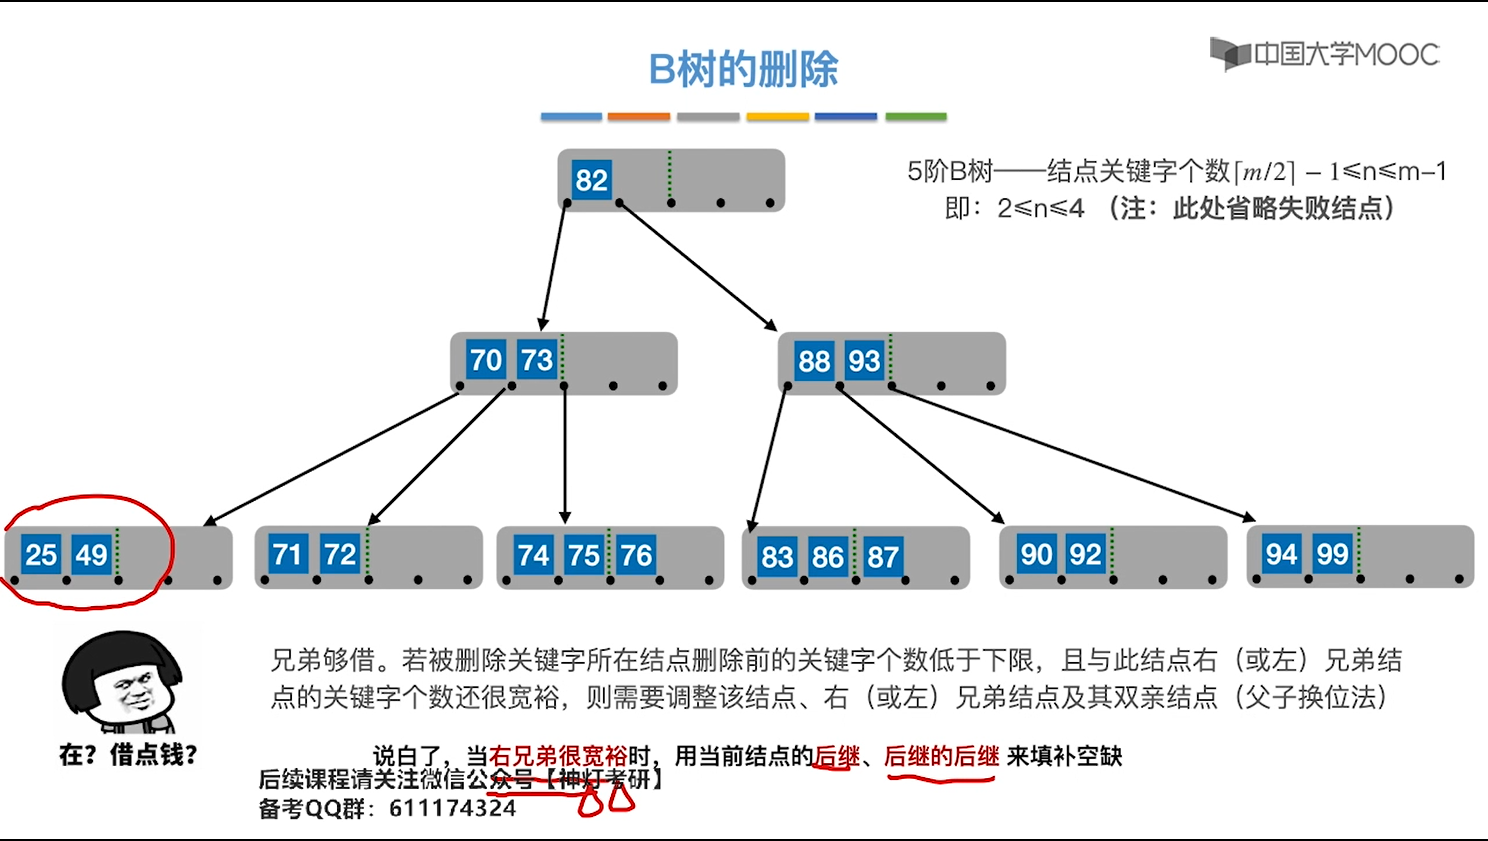 B树的删除
中国大学MOOC
5阶B树——结点关键字个数⌈m/2⌉ − 1≤n≤m-1
即：2≤n≤4 （注：此处省略失败结点）
82
70 73
88 93
25 49
71 72
74 75 76
83 86 87
90 92
94 99
兄弟够借。若被删除关键字所在结点删除前的关键字个数低于下限，且与此结点右（或左）兄弟结
点的关键字个数还很宽裕，则需要调整该结点、右（或左）兄弟结点及其双亲结点（父子换位法）
在？借点钱？
说白了，当右兄弟很宽裕时，用当前结点的后继、后继的后继 来填补空缺
后续课程请关注微信公众号【神灯考研】
备考QQ群：611174324